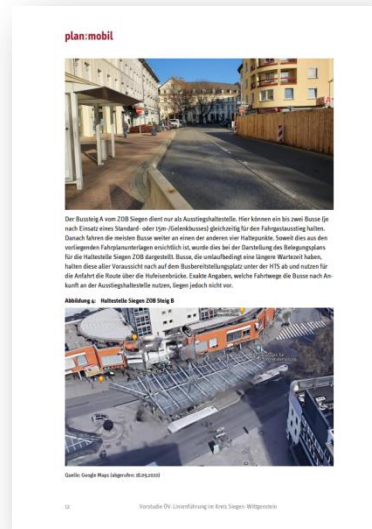 plan:mobil
Der Bussteig A vom ZOB Siegen dient nur als Ausstiegshaltestelle. Hier können ein bis zwei Busse (je
nach Einsatz eines Standard- oder 15m-/Gelenkbusses) gleichzeitig für den Fahrgastausstieg halten.
Danach fahren die meisten Busse weiter an einen der anderen vier Haltepunkte. Soweit dies aus den
vorliegenden Fahrplanunterlagen ersichtlich ist, wurde dies bei der Darstellung des Belegungsplans
für die Haltestelle Siegen ZOB dargestellt. Busse, die umlaufbedingt eine längere Wartezeit haben,
halten diese aller Voraussicht nach auf dem Busbereitstellungsplatz unter der HTS ab und nutzen für
die Anfahrt die Route über die Hufeisenbrücke. Exakte Angaben, welche Fahrtwege die Busse nach An-
kunft an der Ausstiegshaltestelle nutzen, liegen jedoch nicht vor.
Abbildung 4: Haltestelle Siegen ZOB Steig B
Quelle: Google Maps (abgerufen: 18.09.2020)
Vorstudie ÖV- Linienführung im Kreis Siegen-Wittgenstein